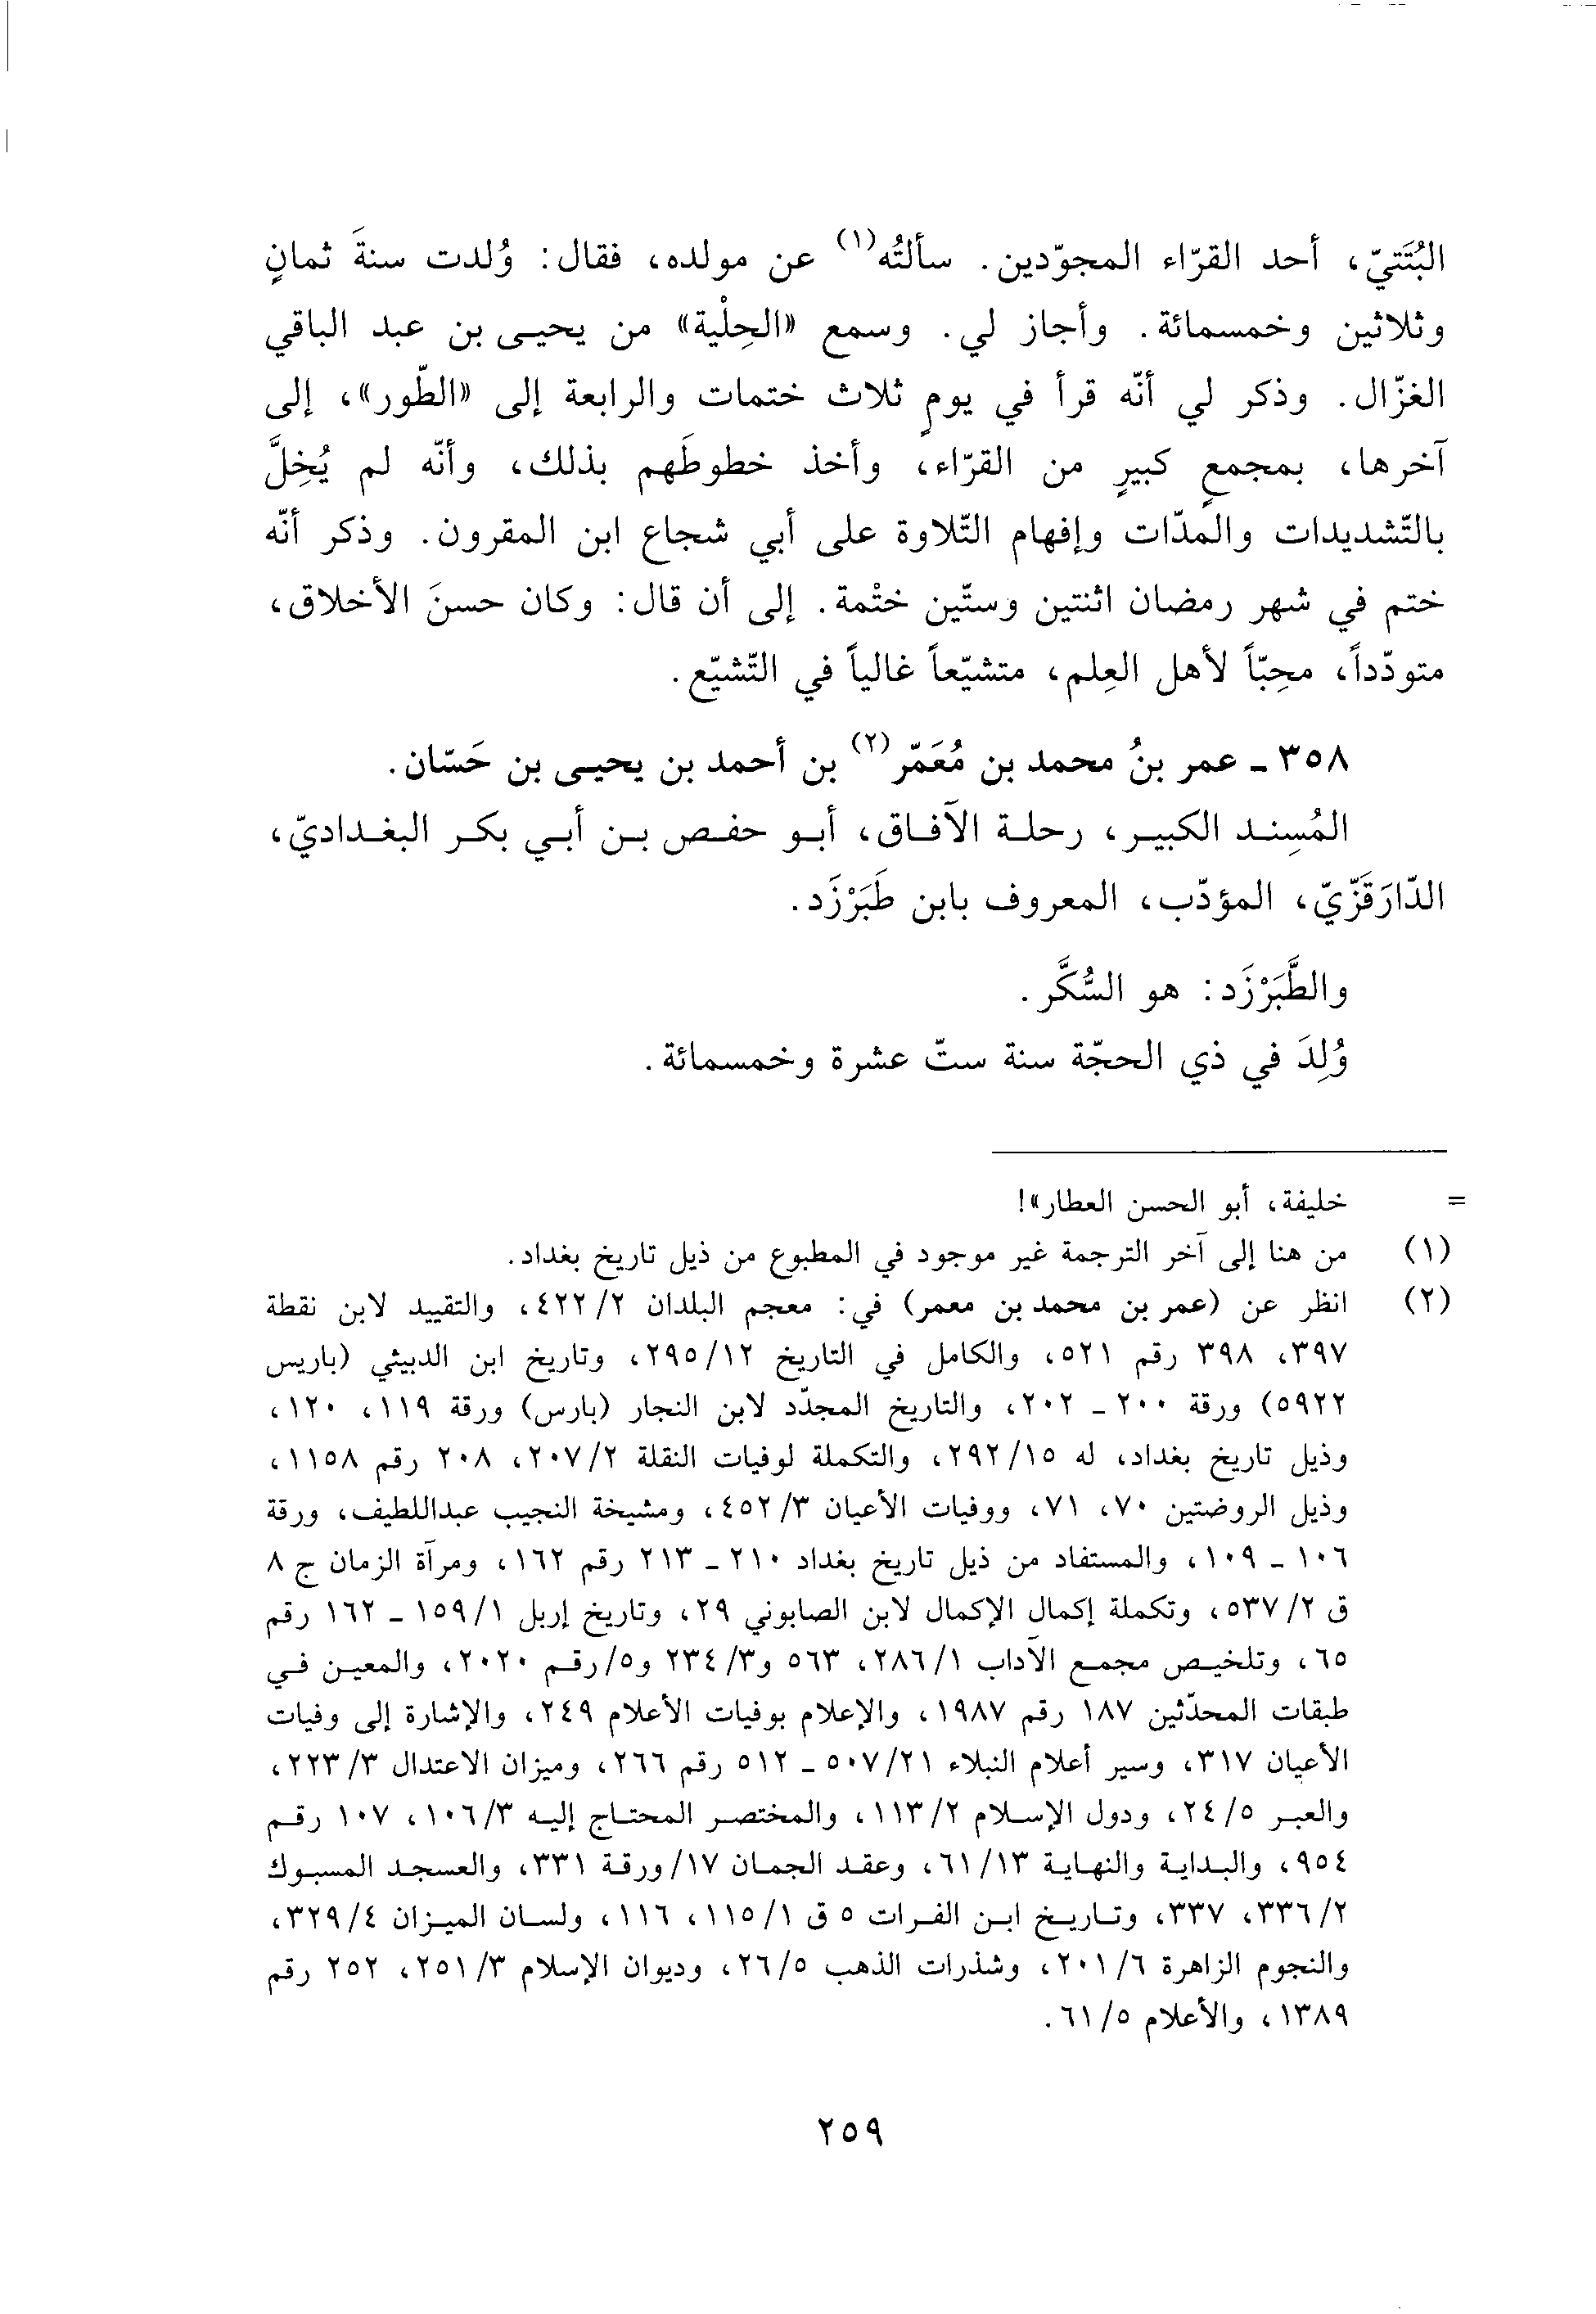 البُتَتيّ، أحد القرّاء المجوّدين. سألتُه(١) عن مولده، فقال: وُلدت سنةَ ثمانٍ
وثلاثين وخمسمائة. وأجاز لي. وسمع «الحِلْية» من يحيى بن عبد الباقي
الغزّال. وذكر لي أنّه قرأ في يومٍ ثلاث ختمات والرابعة إلى «الطّور»، إلى
آخرها، بمجمعٍ كبيرٍ من القرّاء، وأخذ خطوطَهم بذلك، وأنّه لم يُخِلَّ
بالتّشديدات والمدّات وإفهام التّلاوة على أبي شجاع ابن المقرون. وذكر أنّه
ختم في شهر رمضان اثنتين وستّين ختْمة. إلى أن قال: وكان حسنَ الأخلاق،
متودّداً، محِبّاً لأهل العِلم، متشيّعاً غالياً في التّشيّع.
٣٥٨ ـ عمر بنُ محمد بن مُعَمّر(٢) بن أحمد بن يحيى بن حَسّان.
المُسِند الكبير، رحلة الآفاق، أبو حفص بن أبي بكر البغداديّ،
الدّارَقَزّيّ، المؤدّب، المعروف بابن طَبَرْزَد.
والطَّبَرْزَد: هو السُّكَّر.
وُلِدَ في ذي الحجّة سنة ستّ عشرة وخمسمائة.
= خليفة، أبو الحسن العطار»!
(١) من هنا إلى آخر الترجمة غير موجود في المطبوع من ذيل تاريخ بغداد.
(٢) انظر عن (عمر بن محمد بن معمر) في: معجم البلدان ٤٢٢/٢، والتقييد لابن نقطة
٣٩٧، ٣٩٨ رقم ٥٢١، والكامل في التاريخ ٢٩٥/١٢، وتاريخ ابن الدبيثي (باريس
٥٩٢٢) ورقة ٢٠٠ ـ ٢٠٢، والتاريخ المجدّد لابن النجار (بارس) ورقة ١١٩، ١٢٠،
وذيل تاريخ بغداد، له ٢٩٢/١٥، والتكملة لوفيات النقلة ٢٠٧/٢، ٢٠٨ رقم ١١٥٨،
وذيل الروضتين ٧٠، ٧١، ووفيات الأعيان ٤٥٢/٣، ومشيخة النجيب عبداللطيف، ورقة
١٠٦ ـ ١٠٩، والمستفاد من ذيل تاريخ بغداد ٢١٠ ـ ٢١٣ رقم ١٦٢، ومرآة الزمان ج ٨
ق ٥٣٧/٢، وتكملة إكمال الإكمال لابن الصابوني ٢٩، وتاريخ إربل ١٥٩/١ ـ ١٦٢ رقم
٦٥، وتلخيص مجمع الآداب ٢٨٦/١، ٥٦٣ و٢٣٤/٣ و٥/رقم ٢٠٢٠، والمعين في
طبقات المحدّثين ١٨٧ رقم ١٩٨٧، والإعلام بوفيات الأعلام ٢٤٩، والإشارة إلى وفيات
الأعيان ٣١٧، وسير أعلام النبلاء ٥٠٧/٢١ ـ ٥١٢ رقم ٢٦٦، وميزان الاعتدال ٢٢٣/٣،
والعبر ٢٤/٥، ودول الإسلام ١١٣/٢، والمختصر المحتاج إليه ١٠٦/٣، ١٠٧ رقم
٩٥٤، والبداية والنهاية ٦١/١٣، وعقد الجمان ١٧/ورقة ٣٣١، والعسجد المسبوك
٣٣٦/٢، ٣٣٧، وتاريخ ابن الفرات ٥ ق ١١٥/١، ١١٦، ولسان الميزان ٣٢٩/٤،
والنجوم الزاهرة ٢٠١/٦، وشذرات الذهب ٢٦/٥، وديوان الإسلام ٢٥١/٣، ٢٥٢ رقم
١٣٨٩، والأعلام ٦١/٥.
٢٥٩